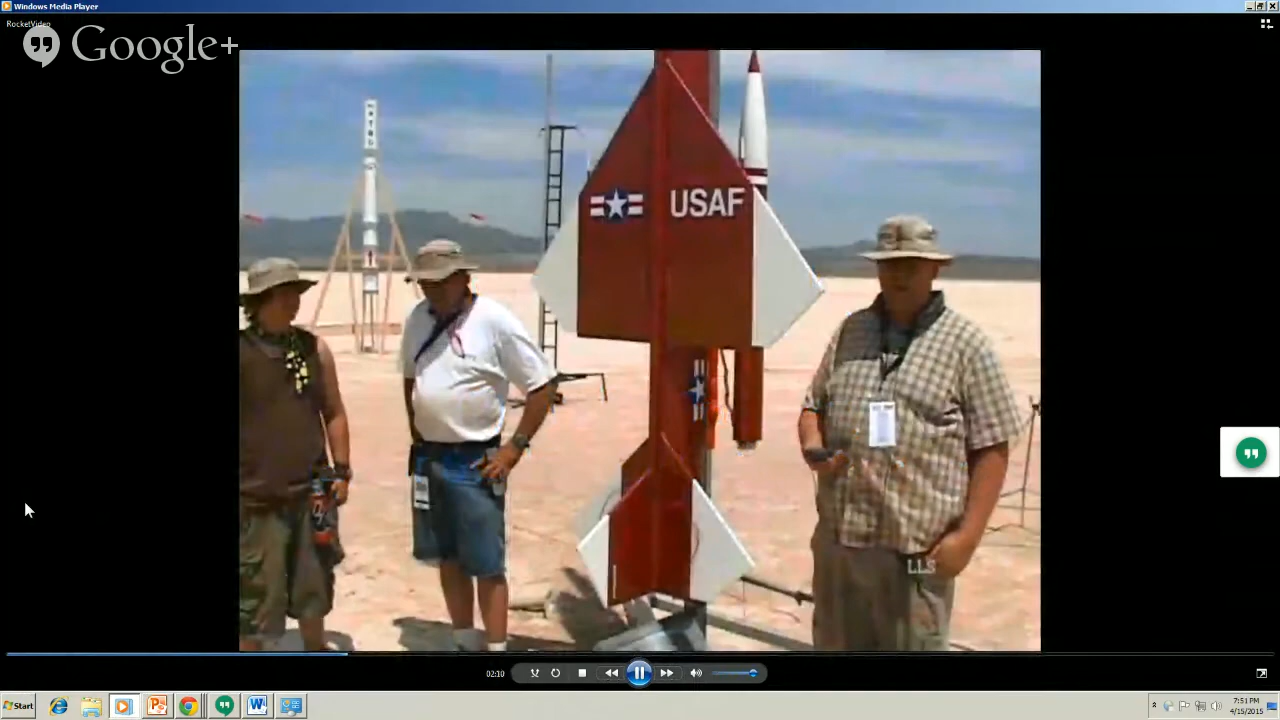 Windows Media Player
RocketVideo
Google+
USAF
LLS
02:10
Start
7:51 PM
4/15/2015